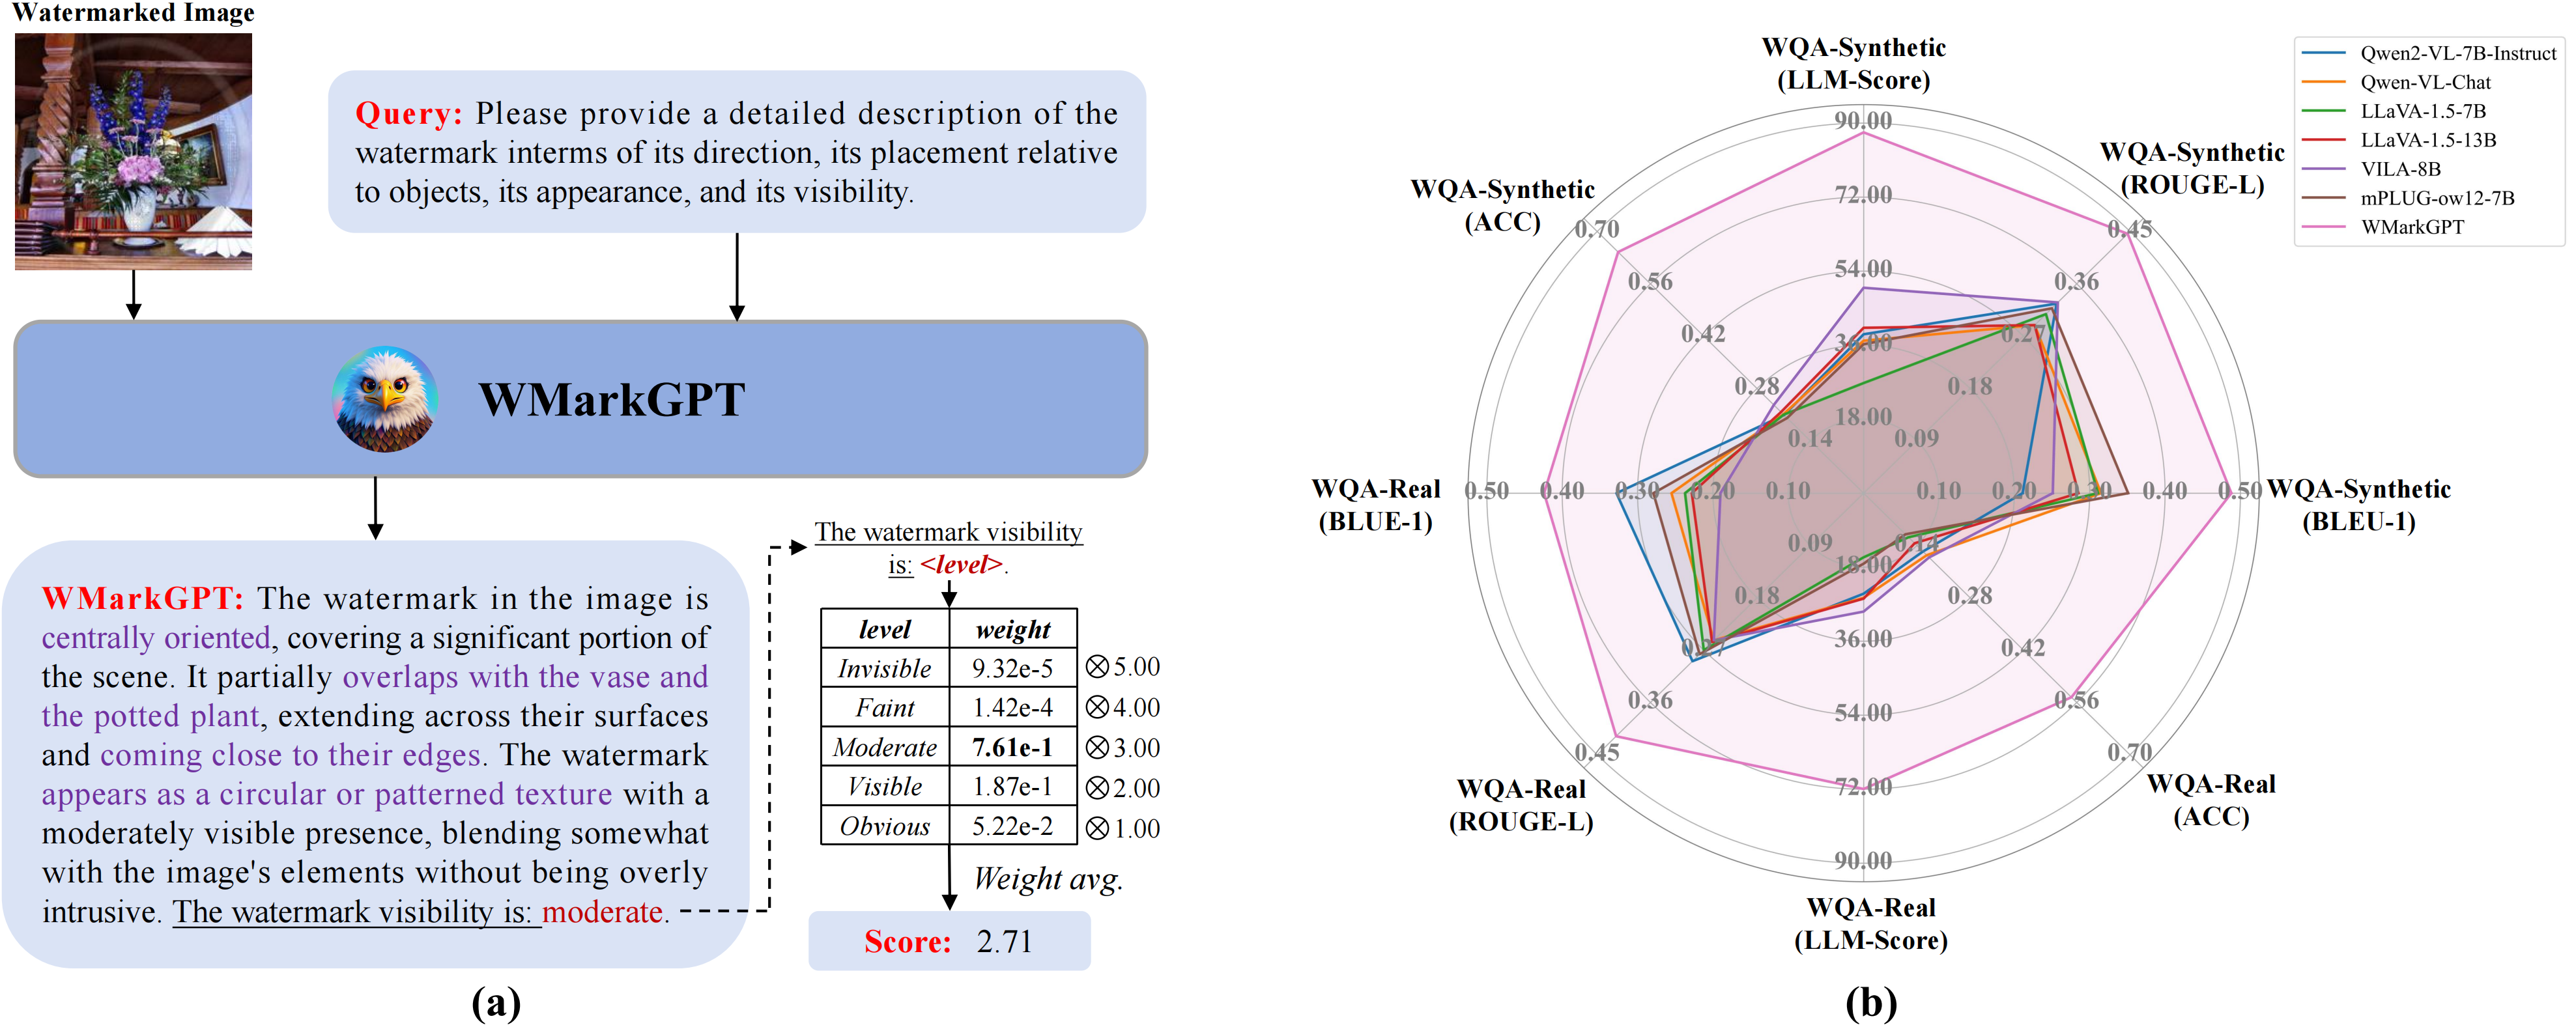 Watermarked Image
Query: Please provide a detailed description of the
watermark interms of its direction, its placement relative
to objects, its appearance, and its visibility.
WMarkGPT
WMarkGPT: The watermark in the image is
centrally oriented, covering a significant portion of
the scene. It partially overlaps with the vase and
the potted plant, extending across their surfaces
and coming close to their edges. The watermark
appears as a circular or patterned texture with a
moderately visible presence, blending somewhat
with the image's elements without being overly
intrusive. The watermark visibility is: moderate.
The watermark visibility
is: <level>.
level weight
Invisible 9.32e-5 ⊗5.00
Faint 1.42e-4 ⊗4.00
Moderate 7.61e-1 ⊗3.00
Visible 1.87e-1 ⊗2.00
Obvious 5.22e-2 ⊗1.00
Weight avg.
Score: 2.71
(a)
WQA-Synthetic
(LLM-Score)
90.00
72.00
54.00
36.00
18.00
WQA-Synthetic
(ROUGE-L)
0.45
0.36
0.27
0.18
0.09
WQA-Synthetic
(ACC)
0.70
0.56
0.42
0.28
0.14
WQA-Real
(BLUE-1)
0.50 0.40 0.30 0.20 0.10
0.10 0.20 0.30 0.40 0.50
WQA-Synthetic
(BLEU-1)
0.09
0.18
0.27
0.36
0.45
WQA-Real
(ROUGE-L)
18.00
36.00
54.00
72.00
90.00
WQA-Real
(LLM-Score)
0.14
0.28
0.42
0.56
0.70
WQA-Real
(ACC)
Qwen2-VL-7B-Instruct
Qwen-VL-Chat
LLaVA-1.5-7B
LLaVA-1.5-13B
VILA-8B
mPLUG-ow12-7B
WMarkGPT
(b)